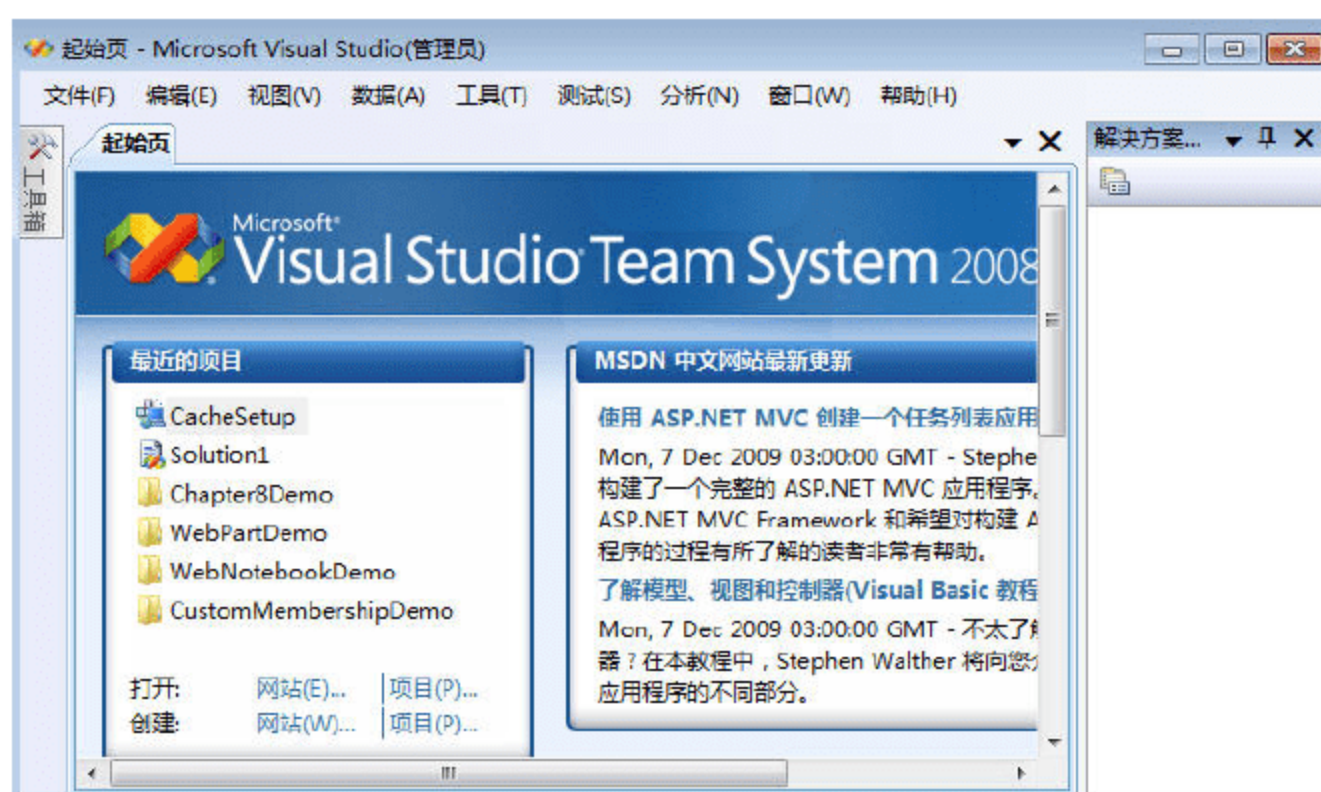 起始页 - Microsoft Visual Studio(管理员)
文件(F) 编辑(E) 视图(V) 数据(A) 工具(T) 测试(S) 分析(N) 窗口(W) 帮助(H)
工具箱
起始页
解决方案...
Microsoft
Visual Studio Team System 2008
最近的项目
CacheSetup
Solution1
Chapter8Demo
WebPartDemo
WebNotebookDemo
CustomMembershipDemo
打开: 网站(E)... 项目(P)...
创建: 网站(W)... 项目(P)...
MSDN 中文网站最新更新
使用 ASP.NET MVC 创建一个任务列表应用
Mon, 7 Dec 2009 03:00:00 GMT - Stephe
构建了一个完整的 ASP.NET MVC 应用程序。
ASP.NET MVC Framework 和希望对构建 A
程序的过程有所了解的读者非常有帮助。
了解模型、视图和控制器(Visual Basic 教程
Mon, 7 Dec 2009 03:00:00 GMT - 不太了解
器？在本教程中，Stephen Walther 将向您
应用程序的不同部分。